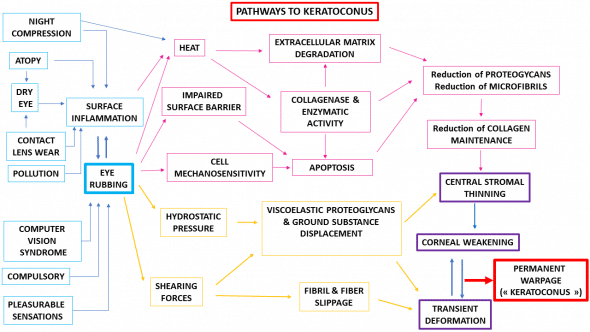 PATHWAYS TO KERATOCONUS
NIGHT
COMPRESSION
HEAT
EXTRACELLULAR MATRIX
DEGRADATION
ATOPY
DRY
EYE
SURFACE
INFLAMMATION
IMPAIRED
SURFACE BARRIER
COLLAGENASE &
ENZYMATIC
ACTIVITY
Reduction of PROTEOGYCANS
Reduction of MICROFIBRILS
CONTACT
LENS WEAR
Reduction of COLLAGEN
MAINTENANCE
POLLUTION
EYE
RUBBING
CELL
MECHANOSENSITIVITY
APOPTOSIS
CENTRAL STROMAL
THINNING
HYDROSTATIC
PRESSURE
VISCOELASTIC PROTEOGLYCANS
& GROUND SUBSTANCE
DISPLACEMENT
COMPUTER
VISION
SYNDROME
CORNEAL WEAKENING
COMPULSORY
PERMANENT
WARPAGE
(« KERATOCONUS »)
SHEARING
FORCES
FIBRIL & FIBER
SLIPPAGE
PLEASURABLE
SENSATIONS
TRANSIENT
DEFORMATION